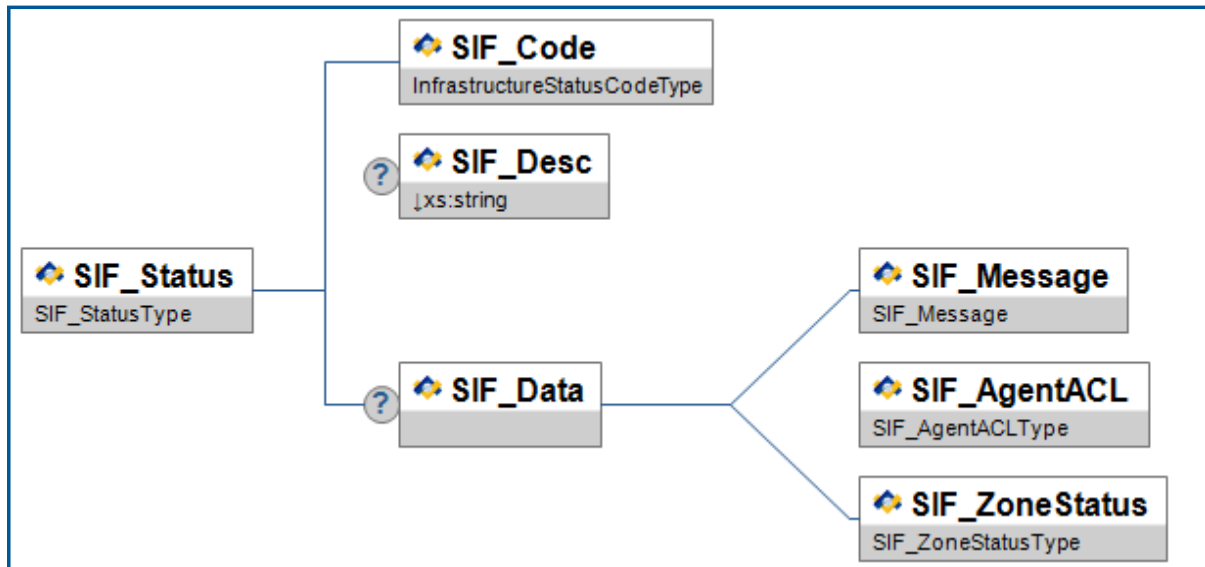 SIF_Code
InfrastructureStatusCodeType
?
SIF_Desc
↓xs:string
SIF_Status
SIF_StatusType
?
SIF_Data
SIF_Message
SIF_Message
SIF_AgentACL
SIF_AgentACLType
SIF_ZoneStatus
SIF_ZoneStatusType